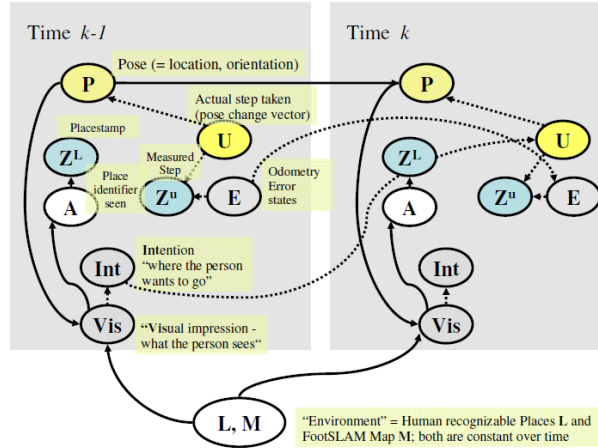 Time k-1
Time k
P
Pose (= location, orientation)
P
Actual step taken
(pose change vector)
Placestamp
U
U
Z^L
Measured
Step
Z^L
Place
identifier
seen
Z^u
E
Odometry
Error
states
Z^u
E
A
A
Int
Intention
“where the person
wants to go”
Int
Vis
“Visual impression -
what the person sees“
Vis
L, M
“Environment” = Human recognizable Places L and
FootSLAM Map M; both are constant over time